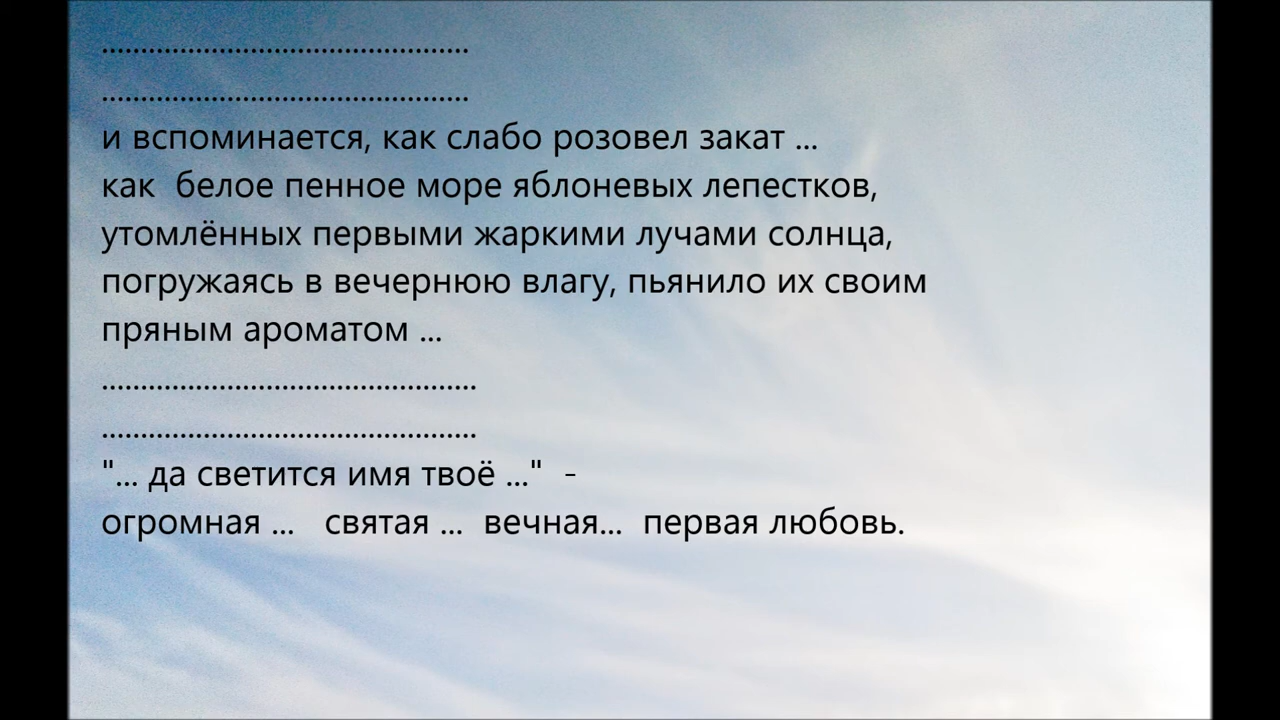 ...............................................
...............................................
и вспоминается, как слабо розовел закат ...
как  белое пенное море яблоневых лепестков,
утомлённых первыми жаркими лучами солнца,
погружаясь в вечернюю влагу, пьянило их своим
пряным ароматом ...
................................................
................................................
"... да светится имя твоё ..."  -
огромная ...   святая ...  вечная...  первая любовь.